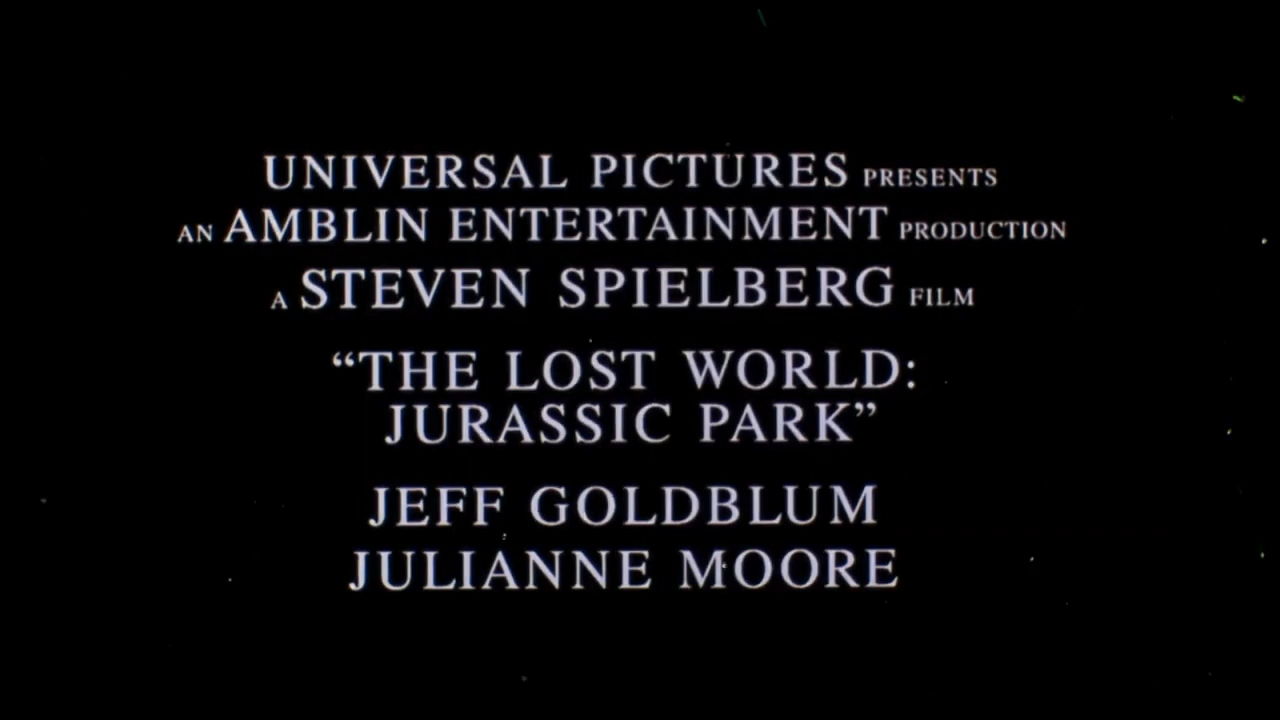 UNIVERSAL PICTURES PRESENTS
AN AMBLIN ENTERTAINMENT PRODUCTION
A STEVEN SPIELBERG FILM
“THE LOST WORLD:
JURASSIC PARK”
JEFF GOLDBLUM
JULIANNE MOORE